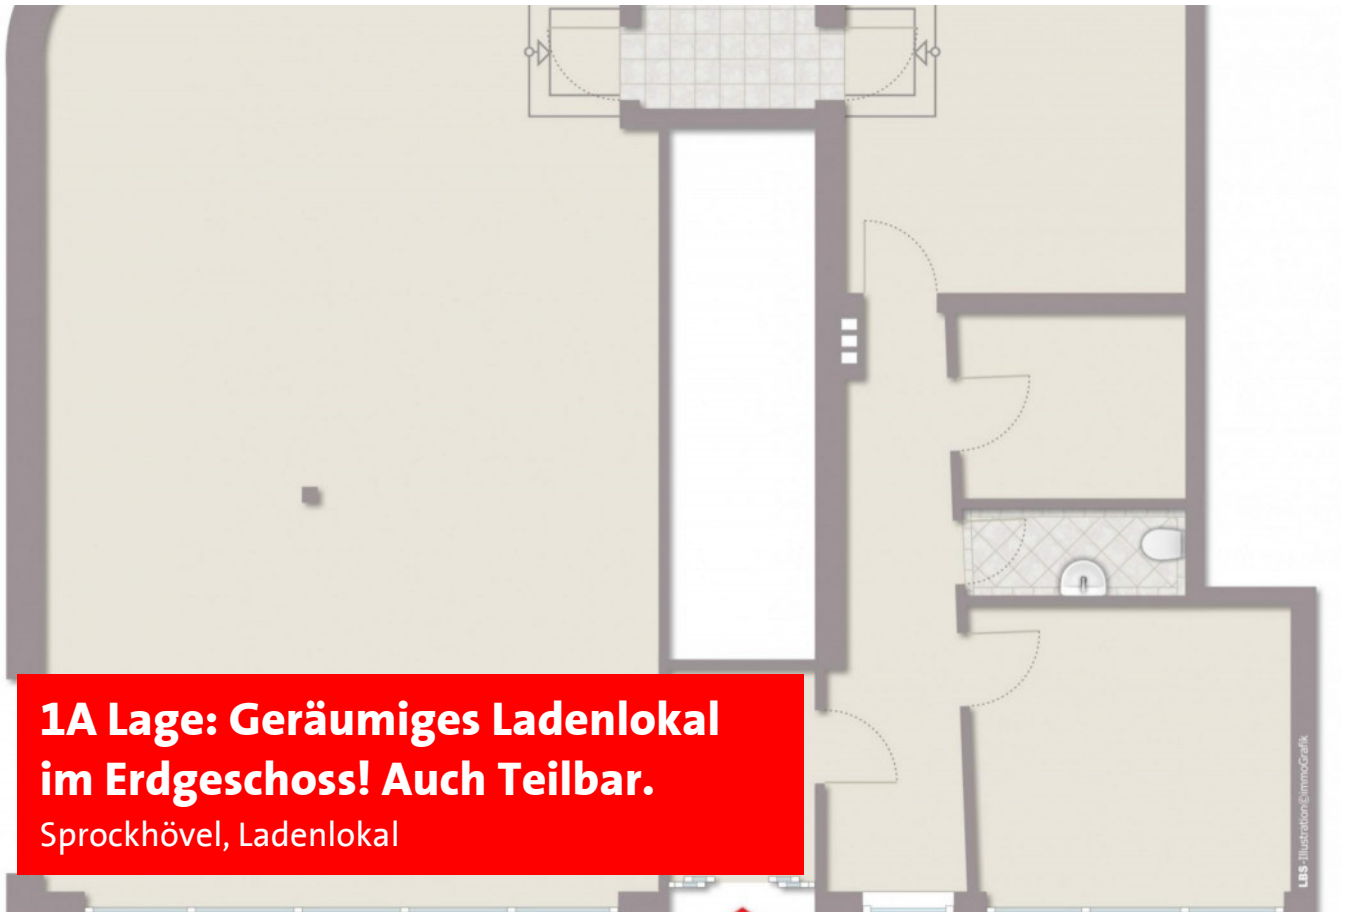 1A Lage: Geräumiges Ladenlokal
im Erdgeschoss! Auch Teilbar.
Sprockhövel, Ladenlokal
LBS-Illustration©immoGrafik